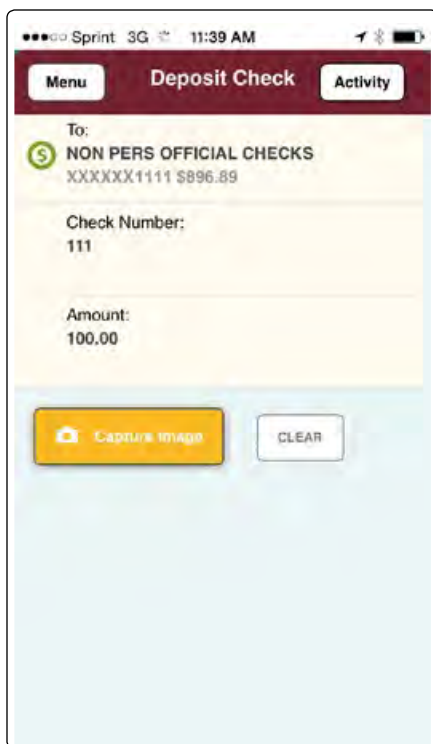 Sprint 3G 11:39 AM
Menu Deposit Check Activity
To:
NON PERS OFFICIAL CHECKS
XXXXXX1111 $896.89
Check Number:
111
Amount:
100.00
Capture Image CLEAR